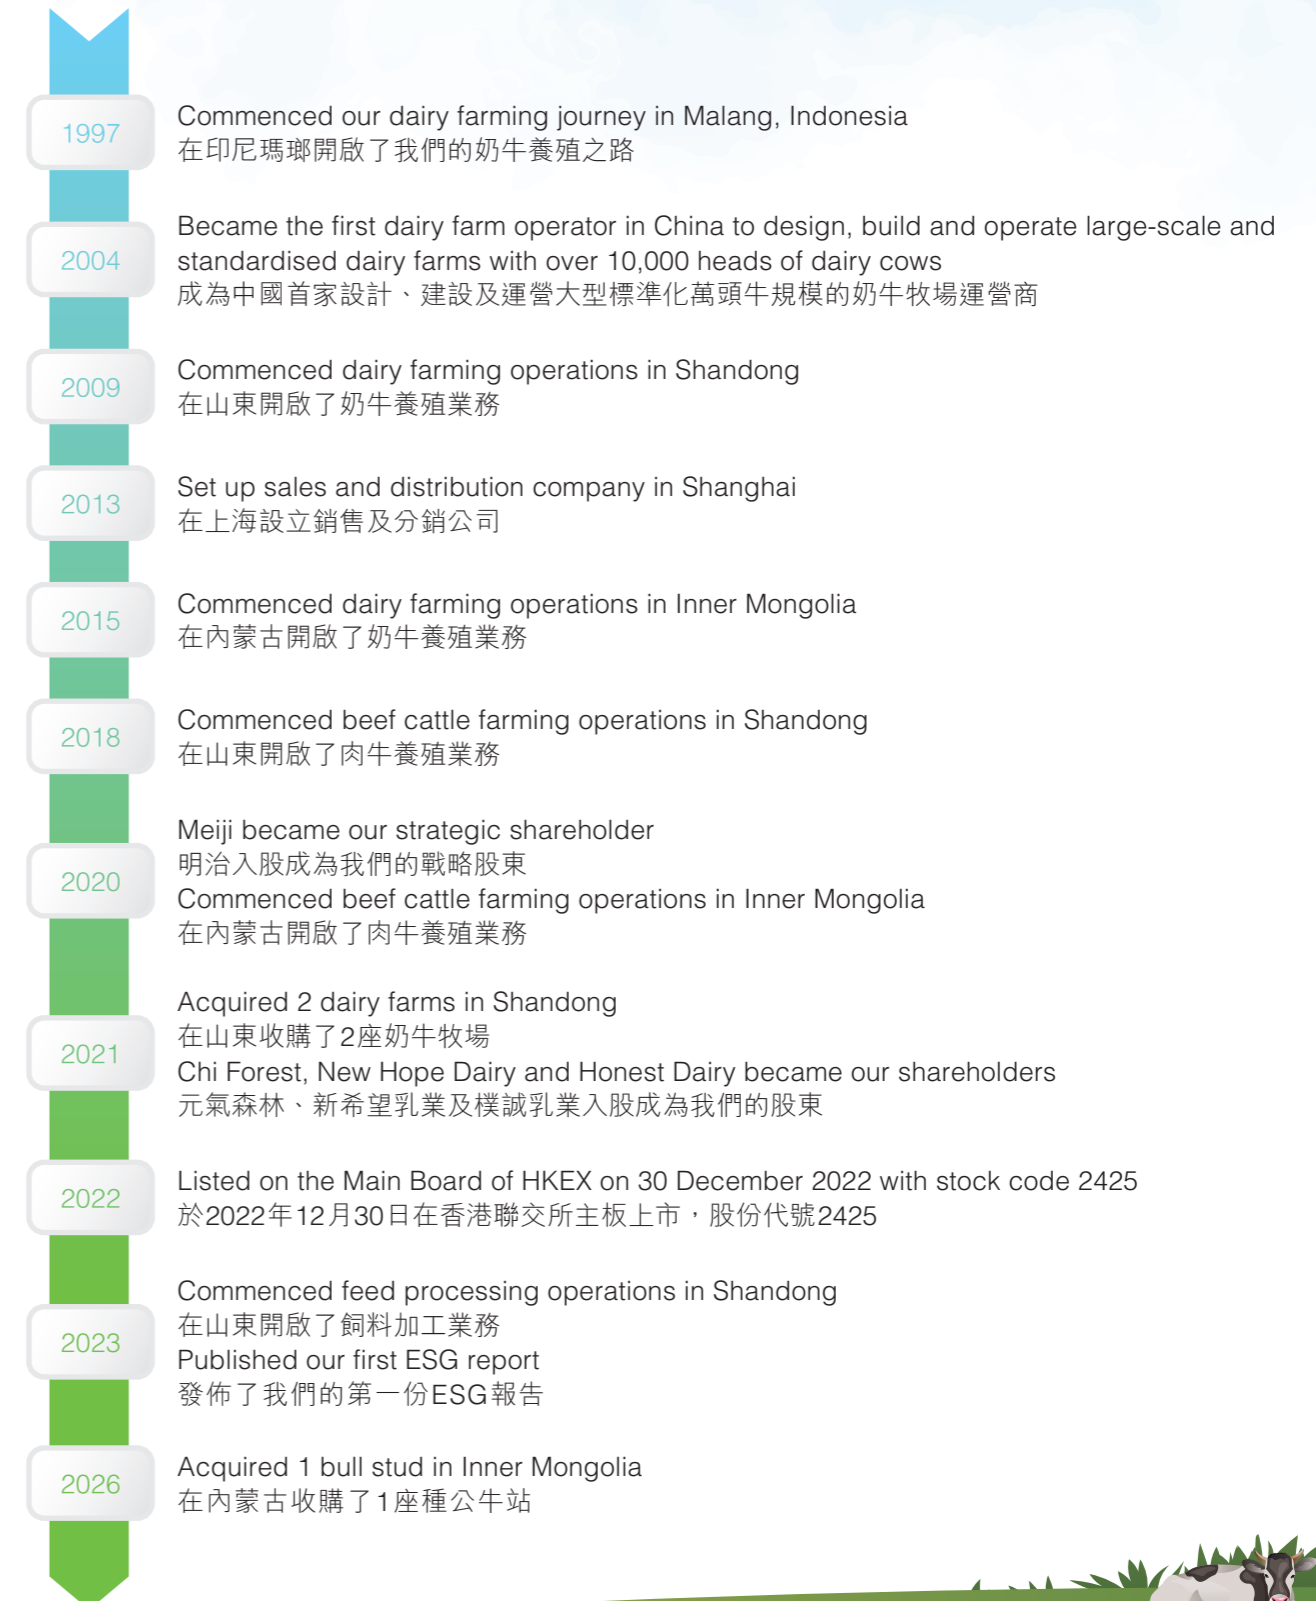 1997
Commenced our dairy farming journey in Malang, Indonesia
在印尼瑪瑯開啟了我們的奶牛養殖之路
2004
Became the first dairy farm operator in China to design, build and operate large-scale and
standardised dairy farms with over 10,000 heads of dairy cows
成為中國首家設計、建設及運營大型標準化萬頭牛規模的奶牛牧場運營商
2009
Commenced dairy farming operations in Shandong
在山東開啟了奶牛養殖業務
2013
Set up sales and distribution company in Shanghai
在上海設立銷售及分銷公司
2015
Commenced dairy farming operations in Inner Mongolia
在內蒙古開啟了奶牛養殖業務
2018
Commenced beef cattle farming operations in Shandong
在山東開啟了肉牛養殖業務
2020
Meiji became our strategic shareholder
明治入股成為我們的戰略股東
Commenced beef cattle farming operations in Inner Mongolia
在內蒙古開啟了肉牛養殖業務
2021
Acquired 2 dairy farms in Shandong
在山東收購了2座奶牛牧場
Chi Forest, New Hope Dairy and Honest Dairy became our shareholders
元氣森林、新希望乳業及樸誠乳業入股成為我們的股東
2022
Listed on the Main Board of HKEX on 30 December 2022 with stock code 2425
於2022年12月30日在香港聯交所主板上市，股份代號2425
2023
Commenced feed processing operations in Shandong
在山東開啟了飼料加工業務
Published our first ESG report
發佈了我們的第一份ESG報告
2026
Acquired 1 bull stud in Inner Mongolia
在內蒙古收購了1座種公牛站